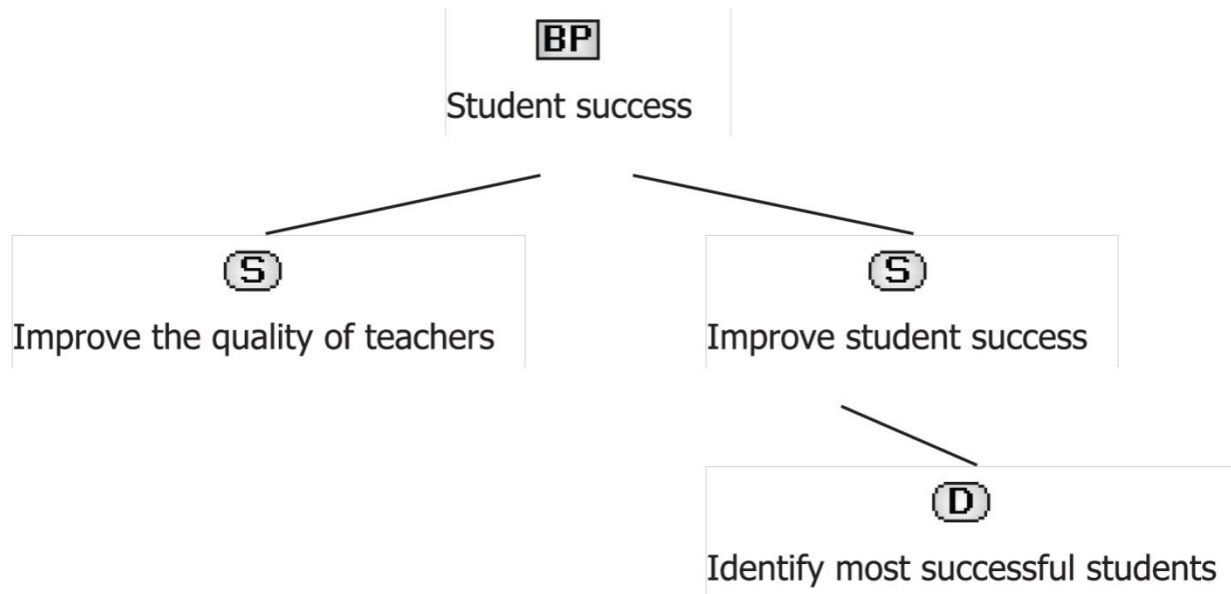 BP
Student success
S
Improve the quality of teachers
S
Improve student success
D
Identify most successful students